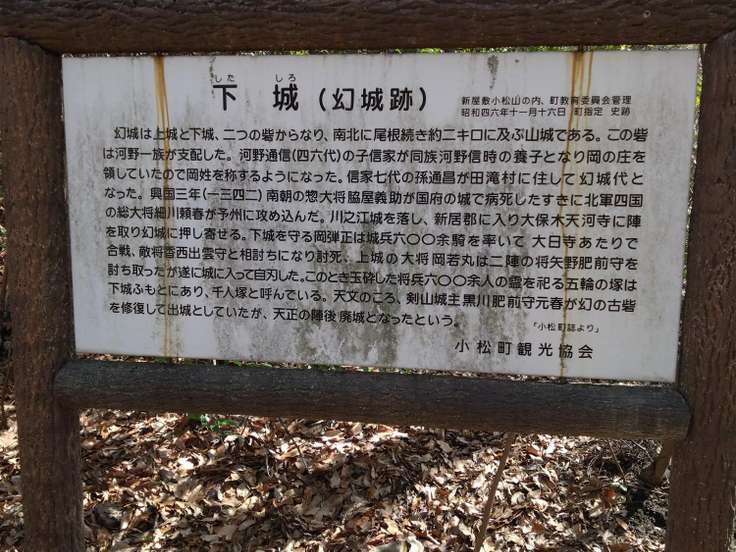 した　しろ
下　城（幻城跡）
新屋敷小松山の内、町教育委員会管理
昭和四六年十一月十六日　町指定　史跡
幻城は上城と下城、二つの砦からなり、南北に尾根続き約二キロに及ぶ山城である。この砦
は河野一族が支配した。河野通信(四六代)の子信家が同族河野信時の養子となり岡の庄を
領していたので岡姓を称するようになった。信家七代の孫通昌が田滝村に住して幻城代と
なった。興国三年(一三四二)南朝の惣大将脇屋義助が国府の城で病死したすきに北軍四国
の総大将細川頼春が予州に攻め込んだ。川之江城を落し、新居郡に入り大保木天河寺に陣
を取り幻城に押し寄せる。下城を守る岡弾正は城兵六〇〇余騎を率いて 大日寺あたりで
合戦、敵将香西出雲守と相討ちになり討死、上城の大将岡若丸は二陣の将矢野肥前守を
討ち取ったが遂に城に入って自刃した。このとき玉砕した将兵六〇〇余人の霊を祀る五輪の塚は
下城ふもとにあり、千人塚と呼んでいる。天文のころ、剣山城主黒川肥前守元春が幻の古砦
を修復して出城としていたが、天正の陣後廃城となったという。
「小松町誌より」
小松町観光協会